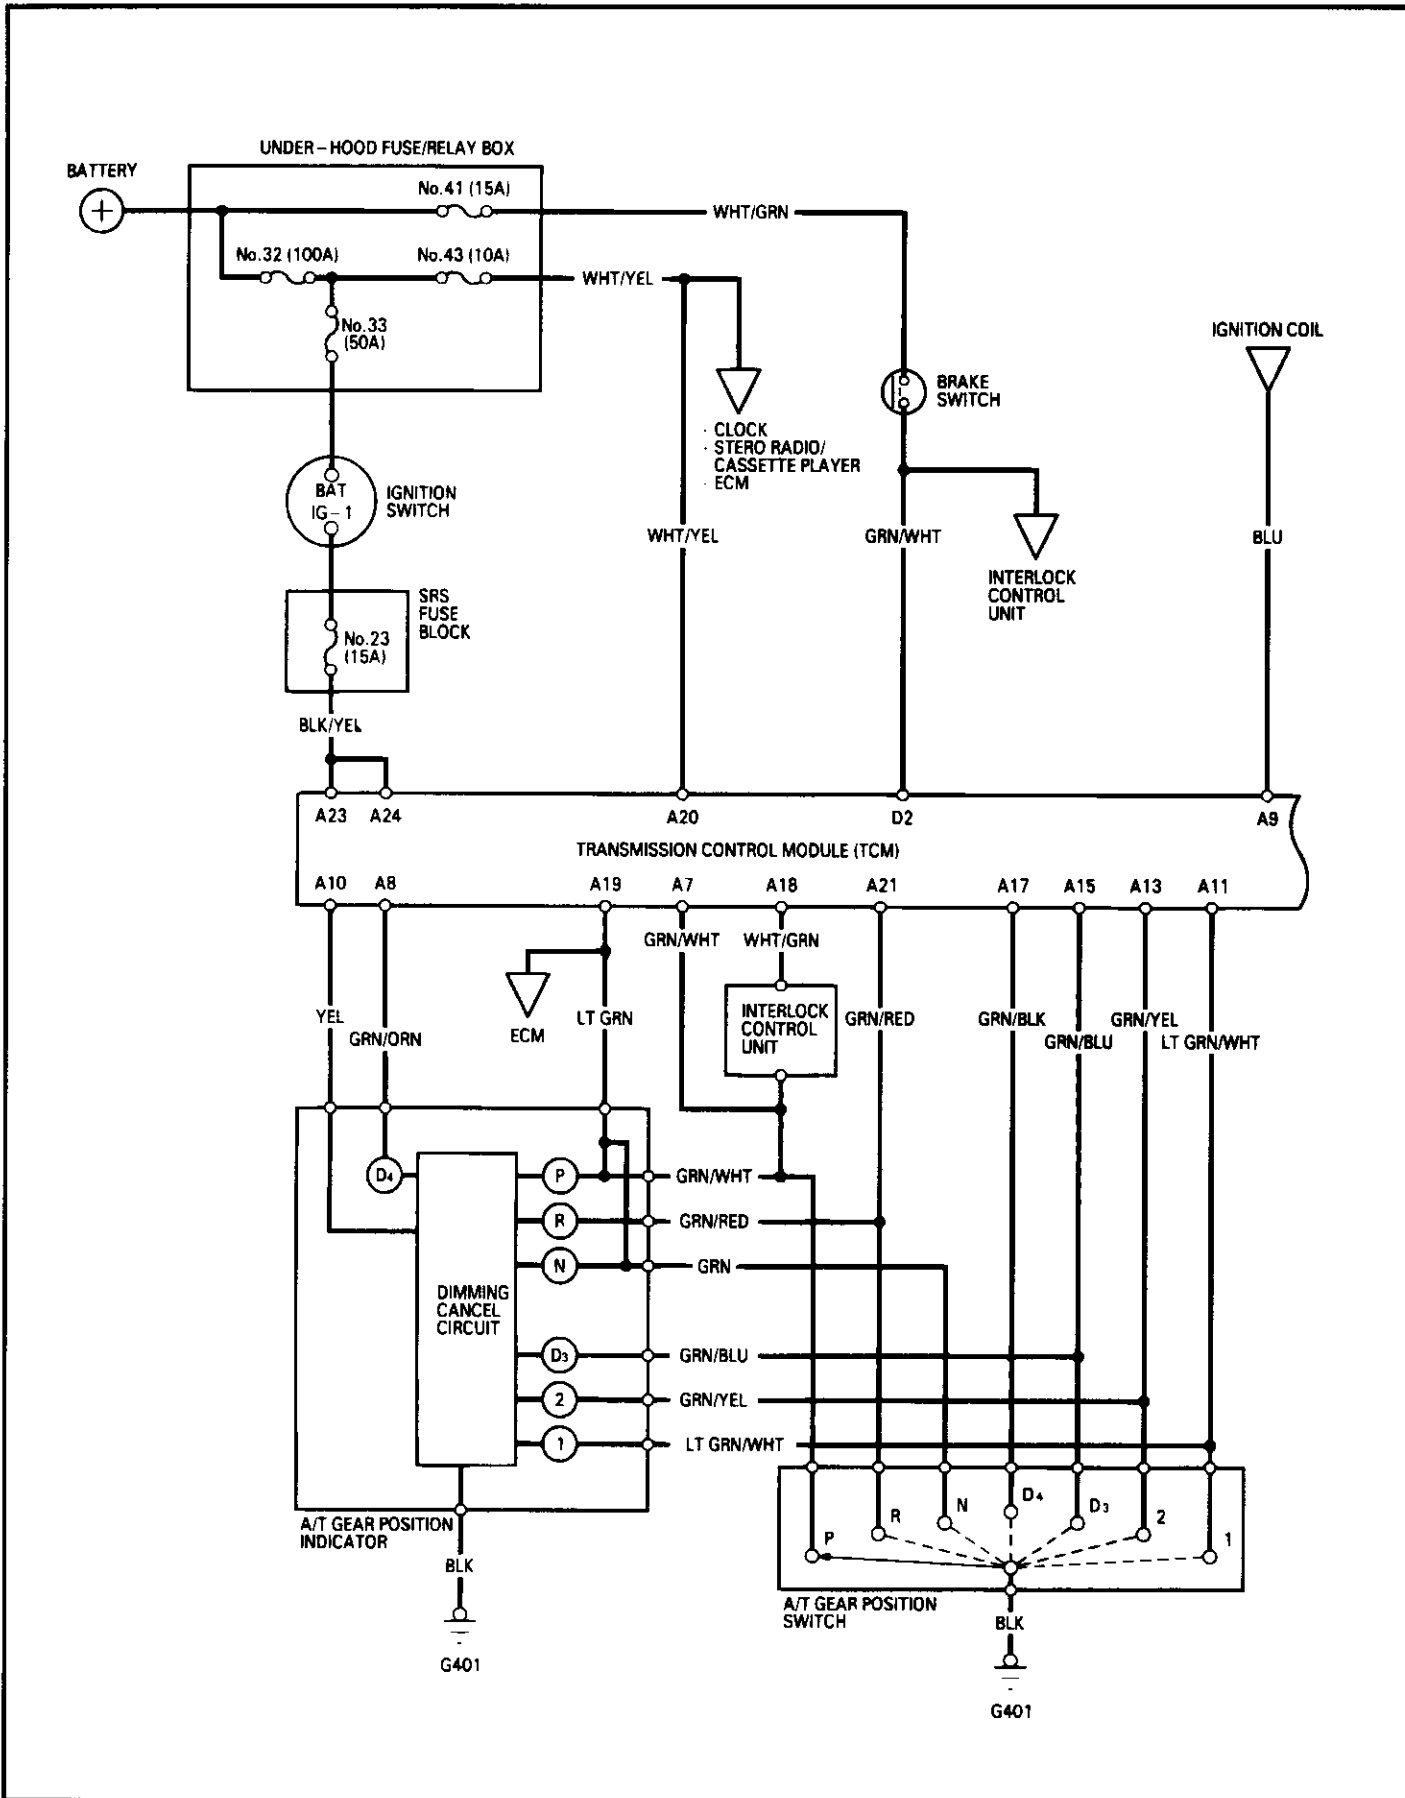 UNDER-HOOD FUSE/RELAY BOX
BATTERY
+
No.41 (15A)
WHT/GRN
No.32 (100A)
No.43 (10A)
WHT/YEL
No.33
(50A)
IGNITION COIL
BRAKE
SWITCH
· CLOCK
· STERO RADIO/
CASSETTE PLAYER
· ECM
BAT
IG-1
IGNITION
SWITCH
WHT/YEL
GRN/WHT
BLU
INTERLOCK
CONTROL
UNIT
SRS
FUSE
BLOCK
No.23
(15A)
BLK/YEL
A23
A24
A20
D2
A9
TRANSMISSION CONTROL MODULE (TCM)
A10
A8
A19
A7
A18
A21
A17
A15
A13
A11
GRN/WHT
WHT/GRN
YEL
GRN/ORN
ECM
LT GRN
INTERLOCK
CONTROL
UNIT
GRN/RED
GRN/BLK
GRN/BLU
GRN/YEL
LT GRN/WHT
D4
P
GRN/WHT
R
GRN/RED
N
GRN
DIMMING
CANCEL
CIRCUIT
D3
GRN/BLU
2
GRN/YEL
1
LT GRN/WHT
P
R
N
D4
D3
2
1
A/T GEAR POSITION
INDICATOR
BLK
G401
A/T GEAR POSITION
SWITCH
BLK
G401